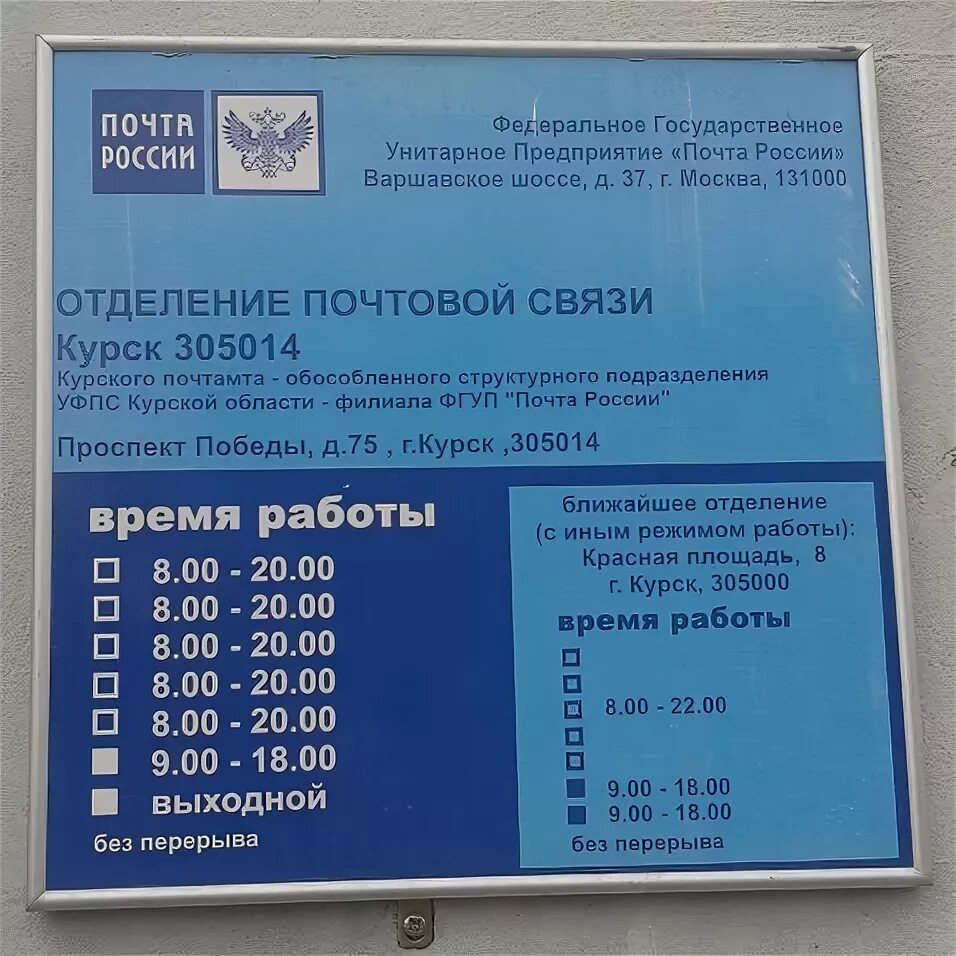 ПОЧТА
РОССИИ
Федеральное Государственное
Унитарное Предприятие «Почта России»
Варшавское шоссе, д. 37, г. Москва, 131000
ОТДЕЛЕНИЕ ПОЧТОВОЙ СВЯЗИ
Курск 305014
Курского почтамта - обособленного структурного подразделения
УФПС Курской области - филиала ФГУП "Почта России"
Проспект Победы, д.75 , г.Курск ,305014
время работы
8.00 - 20.00
8.00 - 20.00
8.00 - 20.00
8.00 - 20.00
8.00 - 20.00
9.00 - 18.00
выходной
без перерыва
ближайшее отделение
(с иным режимом работы):
Красная площадь, 8
г. Курск, 305000
время работы
8.00 - 22.00
9.00 - 18.00
9.00 - 18.00
без перерыва